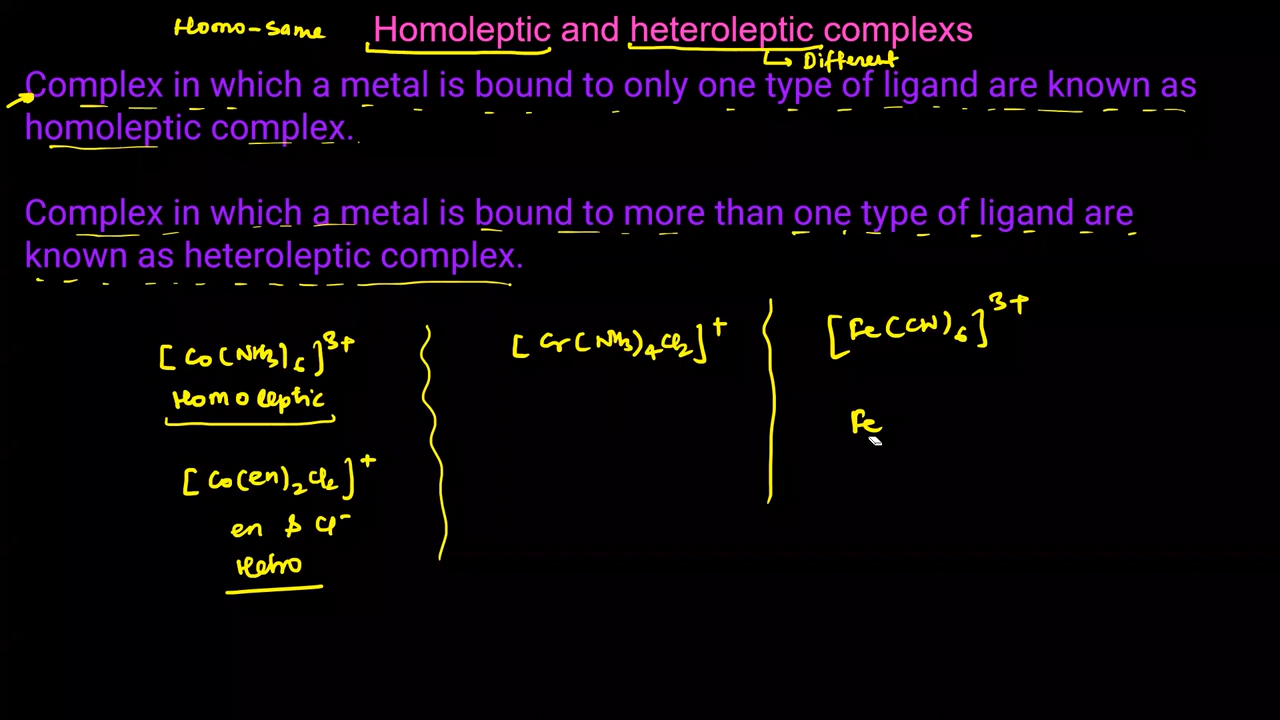 Homo-same
Homoleptic and heteroleptic complexs
Different
Complex in which a metal is bound to only one type of ligand are known as
homoleptic complex.
Complex in which a metal is bound to more than one type of ligand are
known as heteroleptic complex.
[Co(NH3)6]3+
Homoleptic
[Co(en)2Cl2]+
en & Cl-
Hetro
[Cr(NH3)4Cl2]+
[Fe(CN)6]3+
Fe